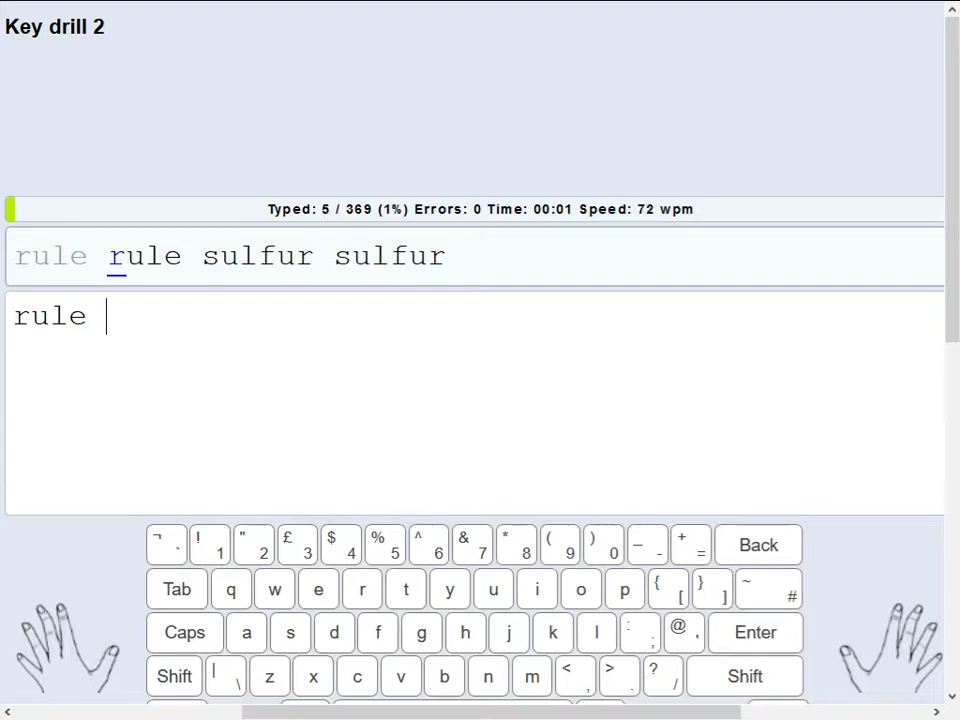 Key drill 2
Typed: 5 / 369 (1%) Errors: 0 Time: 00:01 Speed: 72 wpm
rule rule sulfur sulfur
rule
¬ ` ! 1 " 2 £ 3 $ 4 % 5 ^ 6 & 7 * 8 ( 9 ) 0 _ - + = Back
Tab q w e r t y u i o p { [ } ] ~ #
Caps a s d f g h j k l : ; @ ' Enter
Shift | \ z x c v b n m < , > . ? / Shift